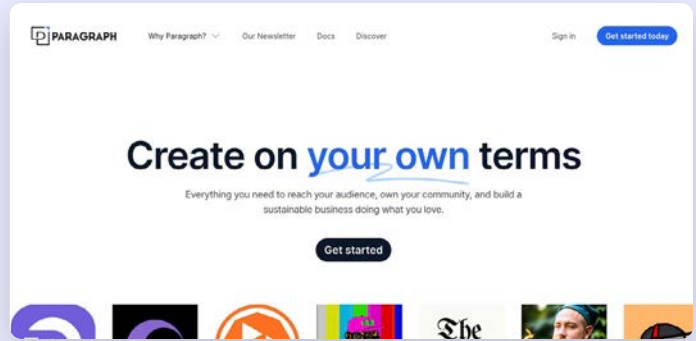 PARAGRAPH Why Paragraph? Our Newsletter Docs Discover Sign in Get started today
Create on your own terms
Everything you need to reach your audience, own your community, and build a
sustainable business doing what you love.
Get started
The